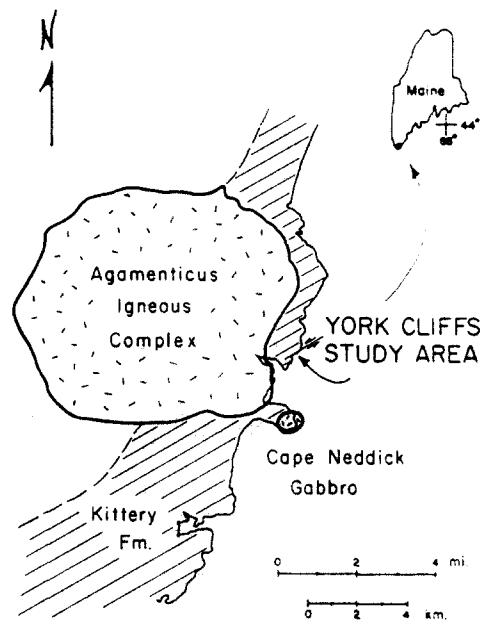 N
Maine
44°
68°
Agamenticus
Igneous
Complex
YORK CLIFFS
STUDY AREA
Cape Neddick
Gabbro
Kittery
Fm.
0 2 4 mi.
0 2 4 km.